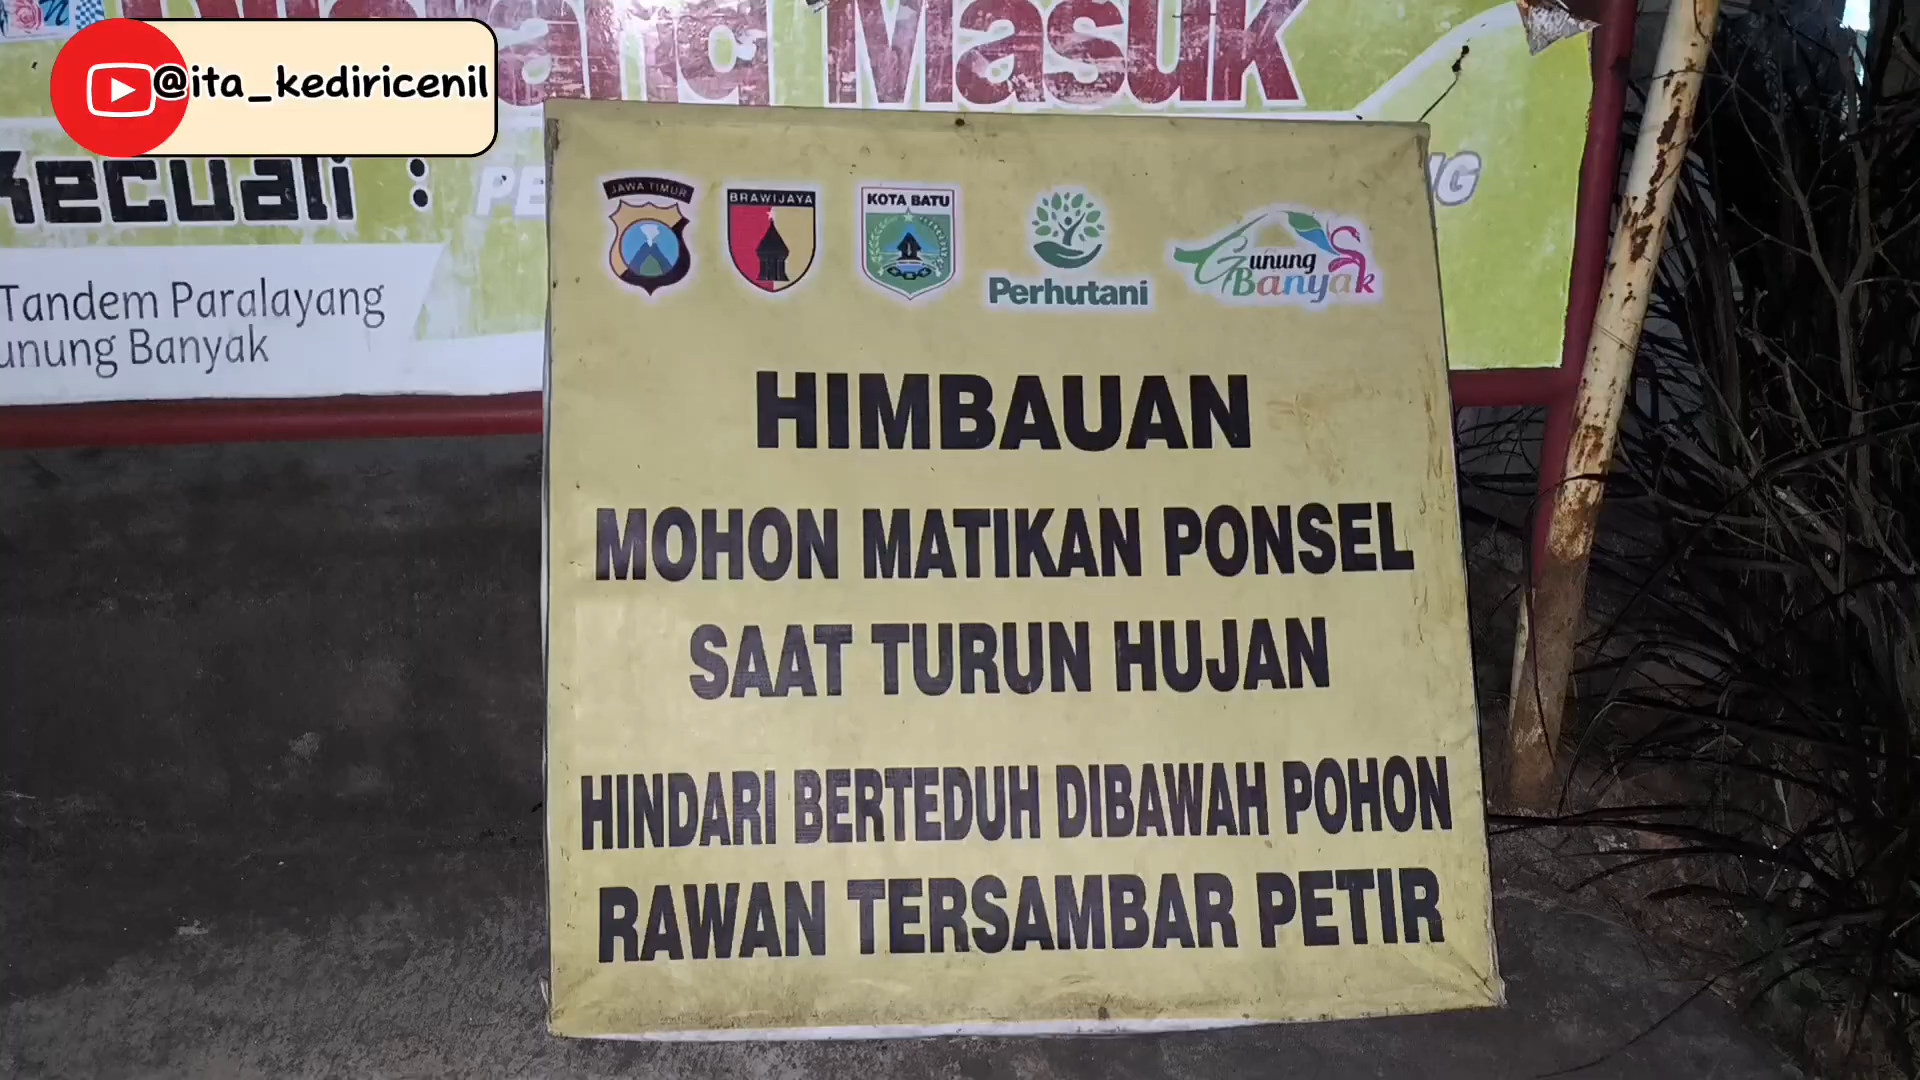 Masuk
@ita_kediricenil
Kecuali :
Tandem Paralayang
Gunung Banyak
JAWA TIMUR
BRAWIJAYA
KOTA BATU
Perhutani
Gunung
Banyak
HIMBAUAN
MOHON MATIKAN PONSEL
SAAT TURUN HUJAN
HINDARI BERTEDUH DIBAWAH POHON
RAWAN TERSAMBAR PETIR